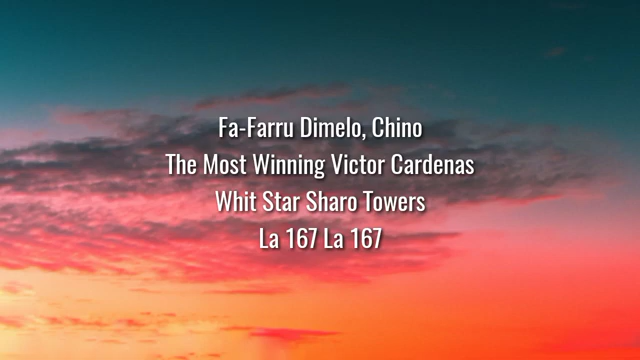 Fa-Farru Dimelo, Chino
The Most Winning Victor Cardenas
Whit Star Sharo Towers
La 167 La 167